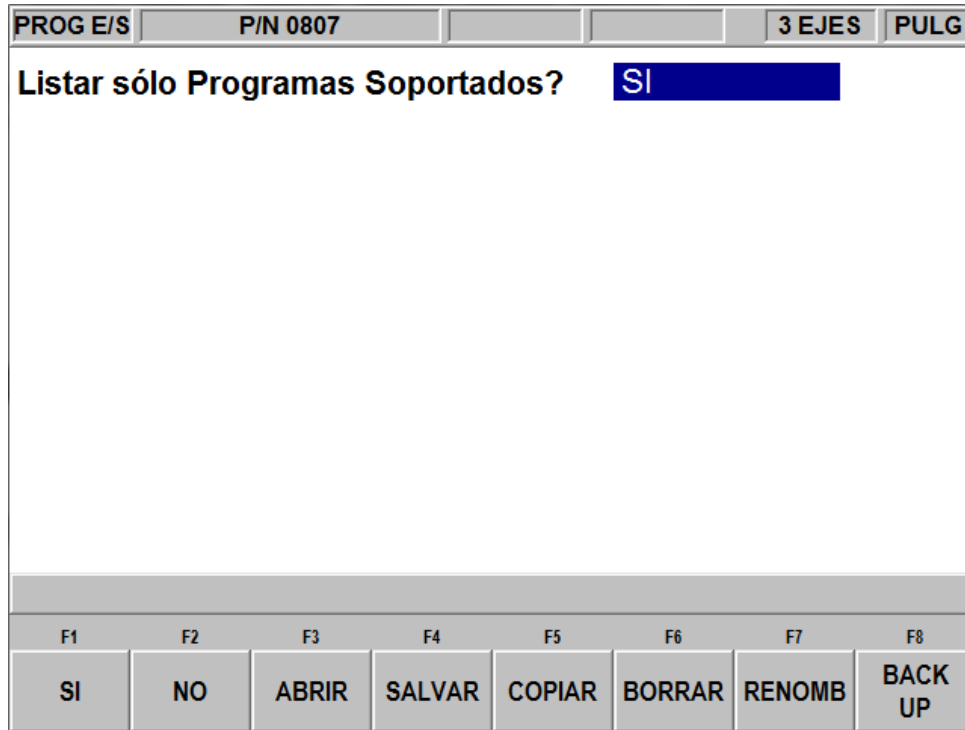 PROG E/S P/N 0807 3 EJES PULG
Listar sólo Programas Soportados? SI
F1 F2 F3 F4 F5 F6 F7 F8
SI NO ABRIR SALVAR COPIAR BORRAR RENOMB BACK UP